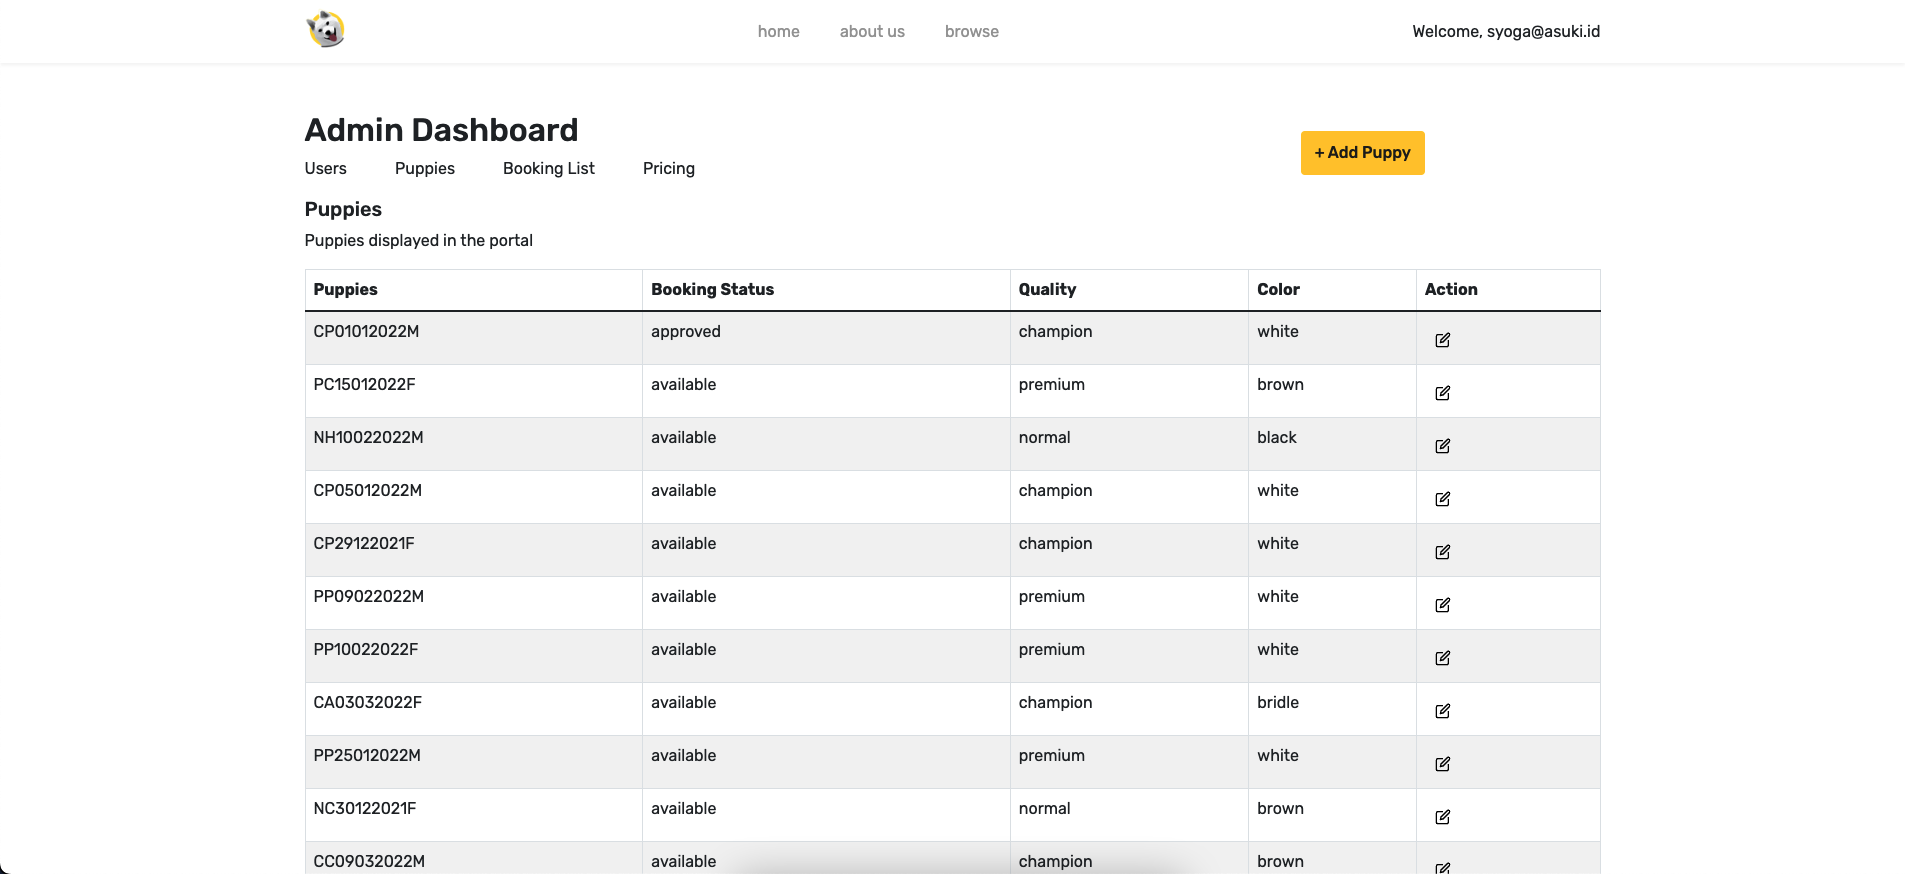 home about us browse Welcome, syoga@asuki.id
Admin Dashboard
+ Add Puppy
Users Puppies Booking List Pricing
Puppies
Puppies displayed in the portal
Puppies Booking Status Quality Color Action
CP01012022M approved champion white
PC15012022F available premium brown
NH10022022M available normal black
CP05012022M available champion white
CP29122021F available champion white
PP09022022M available premium white
PP10022022F available premium white
CA03032022F available champion bridle
PP25012022M available premium white
NC30122021F available normal brown
CC09032022M available champion brown